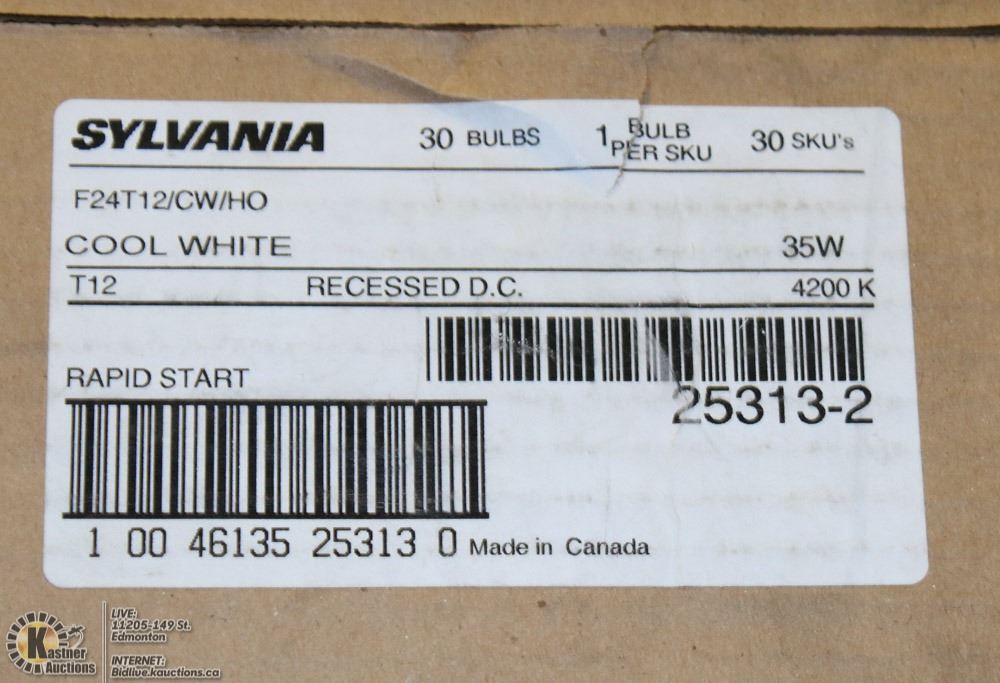 SYLVANIA 30 BULBS 1 BULB PER SKU 30 SKU's
F24T12/CW/HO
COOL WHITE 35W
T12 RECESSED D.C. 4200 K
RAPID START
25313-2
1 00 46135 25313 0 Made in Canada
Kastner Auctions
LIVE:
11205-149 St.
Edmonton
INTERNET:
Bidlive.kauctions.ca